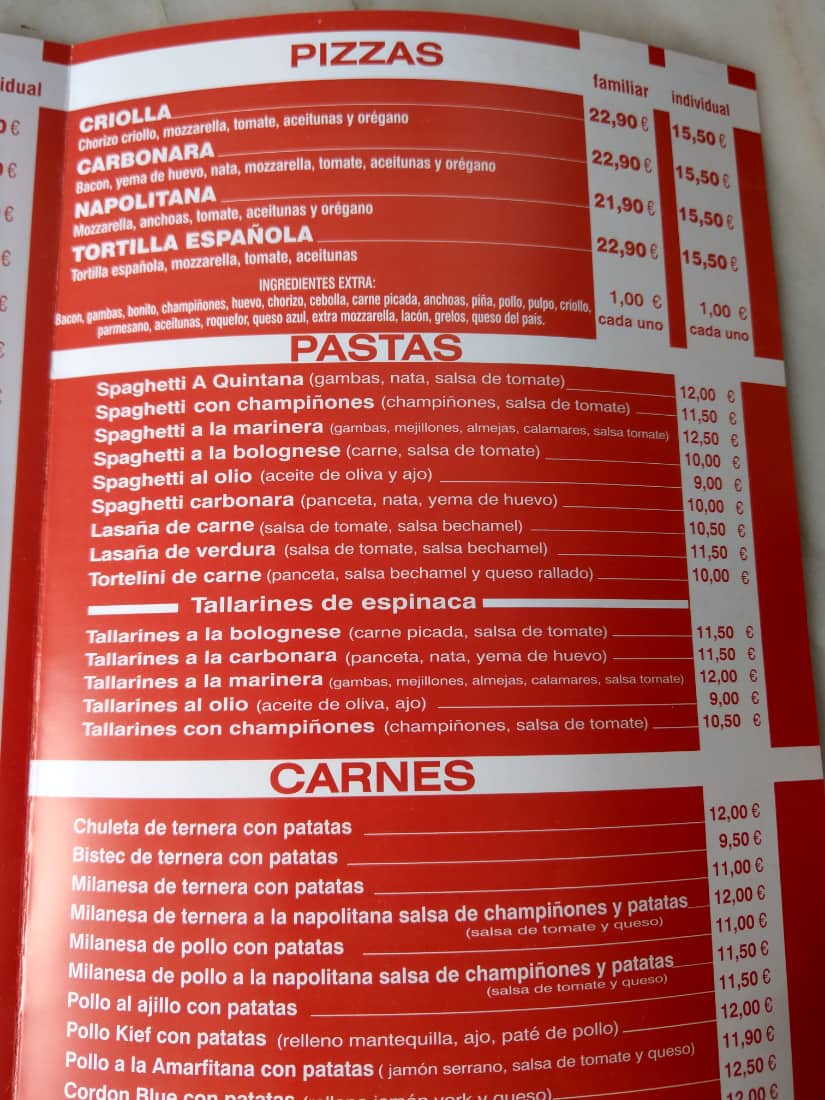 idual
0 €
€
€
€
€
€
€
PIZZAS
familiar individual
CRIOLLA 22,90 € 15,50 €
Chorizo criollo, mozzarella, tomate, aceitunas y orégano
CARBONARA 22,90 € 15,50 €
Bacon, yema de huevo, nata, mozzarella, tomate, aceitunas y orégano
NAPOLITANA 21,90 € 15,50 €
Mozzarella, anchoas, tomate, aceitunas y orégano
TORTILLA ESPAÑOLA 22,90 € 15,50 €
Tortilla española, mozzarella, tomate, aceitunas
INGREDIENTES EXTRA:
Bacon, gambas, bonito, champiñones, huevo, chorizo, cebolla, carne picada, anchoas, piña, pollo, pulpo, criollo, 1,00 € 1,00 €
parmesano, aceitunas, roquefor, queso azul, extra mozzarella, lacón, grelos, queso del país. cada uno cada uno
PASTAS
Spaghetti A Quintana (gambas, nata, salsa de tomate) 12,00 €
Spaghetti con champiñones (champiñones, salsa de tomate) 11,50 €
Spaghetti a la marinera (gambas, mejillones, almejas, calamares, salsa tomate) 12,50 €
Spaghetti a la bolognese (carne, salsa de tomate) 10,00 €
Spaghetti al olio (aceite de oliva y ajo) 9,00 €
Spaghetti carbonara (panceta, nata, yema de huevo) 10,00 €
Lasaña de carne (salsa de tomate, salsa bechamel) 10,50 €
Lasaña de verdura (salsa de tomate, salsa bechamel) 11,50 €
Tortelini de carne (panceta, salsa bechamel y queso rallado) 10,00 €
Tallarines de espinaca
Tallarines a la bolognese (carne picada, salsa de tomate) 11,50 €
Tallarines a la carbonara (panceta, nata, yema de huevo) 11,50 €
Tallarines a la marinera (gambas, mejillones, almejas, calamares, salsa tomate) 12,00 €
Tallarines al olio (aceite de oliva, ajo) 9,00 €
Tallarines con champiñones (champiñones, salsa de tomate) 10,50 €
CARNES
Chuleta de ternera con patatas 12,00 €
Bistec de ternera con patatas 9,50 €
Milanesa de ternera con patatas 11,00 €
Milanesa de ternera a la napolitana salsa de champiñones y patatas 12,00 €
(salsa de tomate y queso)
Milanesa de pollo con patatas 11,00 €
Milanesa de pollo a la napolitana salsa de champiñones y patatas 11,50 €
(salsa de tomate y queso)
Pollo al ajillo con patatas 11,50 €
Pollo Kief con patatas (relleno mantequilla, ajo, paté de pollo) 12,00 €
Pollo a la Amarfitana con patatas ( jamón serrano, salsa de tomate y queso) 11,90 €
Cordon Blue con patatas (relleno jamón york y queso) 12,50 €
12,00 €